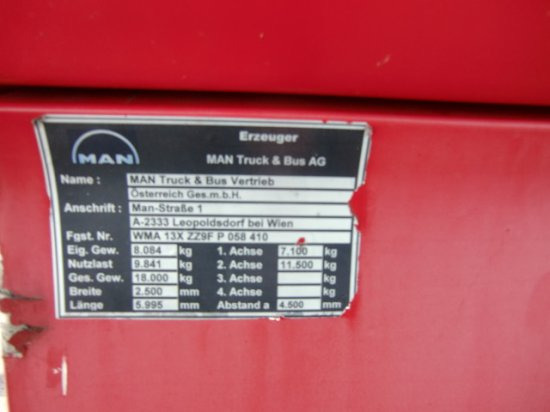 MAN
Erzeuger
MAN Truck & Bus AG
Name : MAN Truck & Bus Vertrieb
Österreich Ges.m.b.H.
Anschrift : Man-Straße 1
A-2333 Leopoldsdorf bei Wien
Fgst. Nr. WMA 13X ZZ9F P 058 410
Eig. Gew. 8.084 kg 1. Achse 7.100 kg
Nutzlast 9.841 kg 2. Achse 11.500 kg
Ges. Gew. 18.000 kg 3. Achse kg
Breite 2.500 mm 4. Achse kg
Länge 5.995 mm Abstand a 4.500 mm